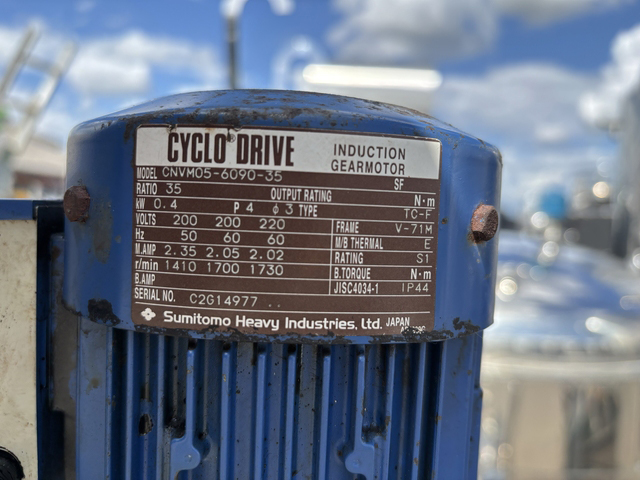 CYCLO® DRIVE INDUCTION GEARMOTOR
MODEL CNVM05-6090-35 SF
RATIO 35 OUTPUT RATING N·m
kW 0.4 P 4 ϕ 3 TYPE TC-F
VOLTS 200 200 220 FRAME V-71M
Hz 50 60 60 M/B THERMAL E
M.AMP 2.35 2.05 2.02 RATING S1
r/min 1410 1700 1730 B.TORQUE N·m
B.AMP JISC4034-1 IP44
SERIAL NO. C2G14977 ..
Sumitomo Heavy Industries, Ltd. JAPAN